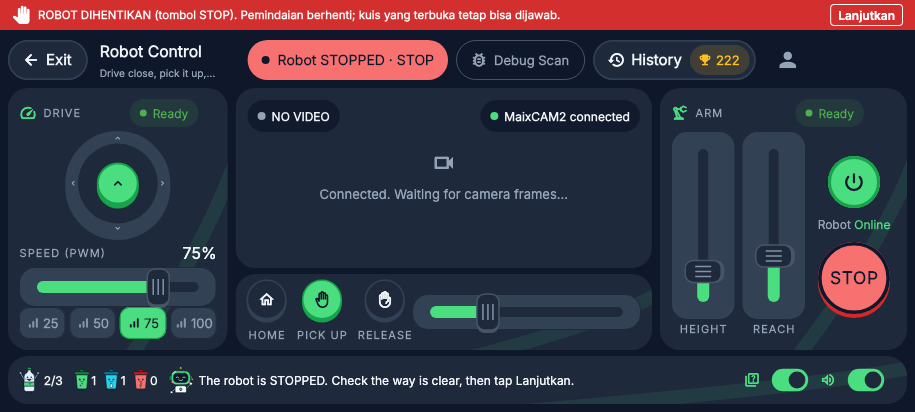 ROBOT DIHENTIKAN (tombol STOP). Pemindaian berhenti; kuis yang terbuka tetap bisa dijawab.
Lanjutkan
Exit
Robot Control
Drive close, pick it up,...
Robot STOPPED · STOP
Debug Scan
History
222
DRIVE
Ready
NO VIDEO
MaixCAM2 connected
ARM
Ready
Connected. Waiting for camera frames...
Robot Online
SPEED (PWM)
75%
STOP
25
50
75
100
HOME
PICK UP
RELEASE
HEIGHT
REACH
2/3
1
1
0
The robot is STOPPED. Check the way is clear, then tap Lanjutkan.